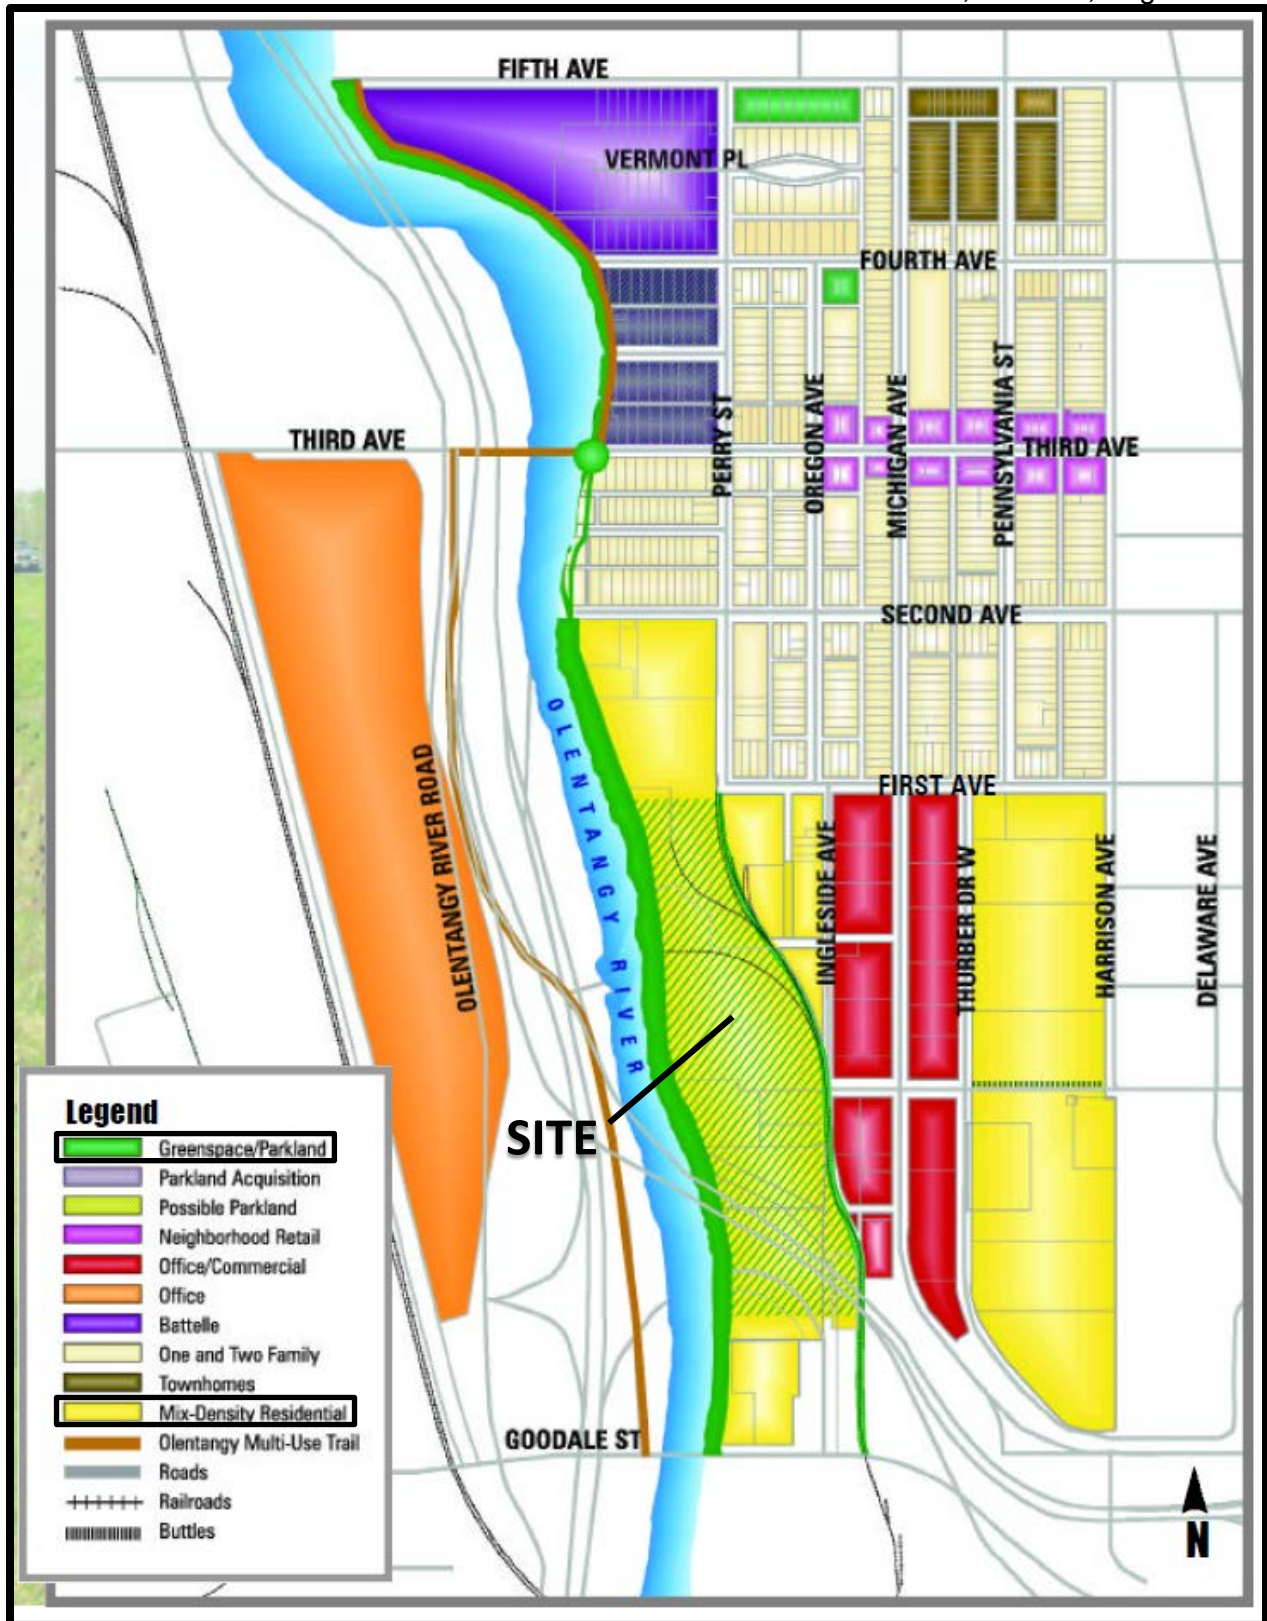 FIFTH AVE
VERMONT PL
FOURTH AVE
THIRD AVE
PERRY ST
OREGON AVE
MICHIGAN AVE
PENNSYLVANIA ST
THIRD AVE
SECOND AVE
OLENTANGY RIVER
OLENTANGY RIVER ROAD
FIRST AVE
INGLESIDE AVE
THURBER DR W
HARRISON AVE
DELAWARE AVE
SITE
Legend
Greenspace/Parkland
Parkland Acquisition
Possible Parkland
Neighborhood Retail
Office/Commercial
Office
Battelle
One and Two Family
Townhomes
Mix-Density Residential
Olentangy Multi-Use Trail
Roads
Railroads
Buttles
GOODALE ST
N